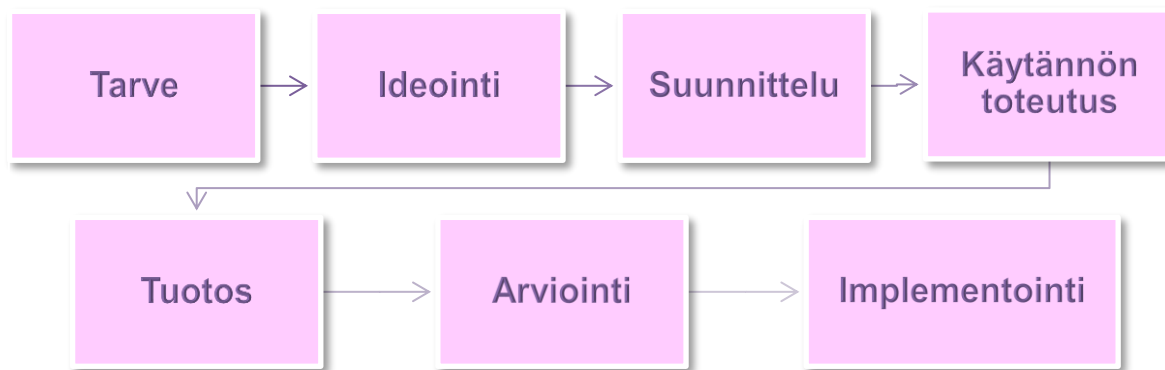 Tarve
Ideointi
Suunnittelu
Käytännön
toteutus
Tuotos
Arviointi
Implementointi